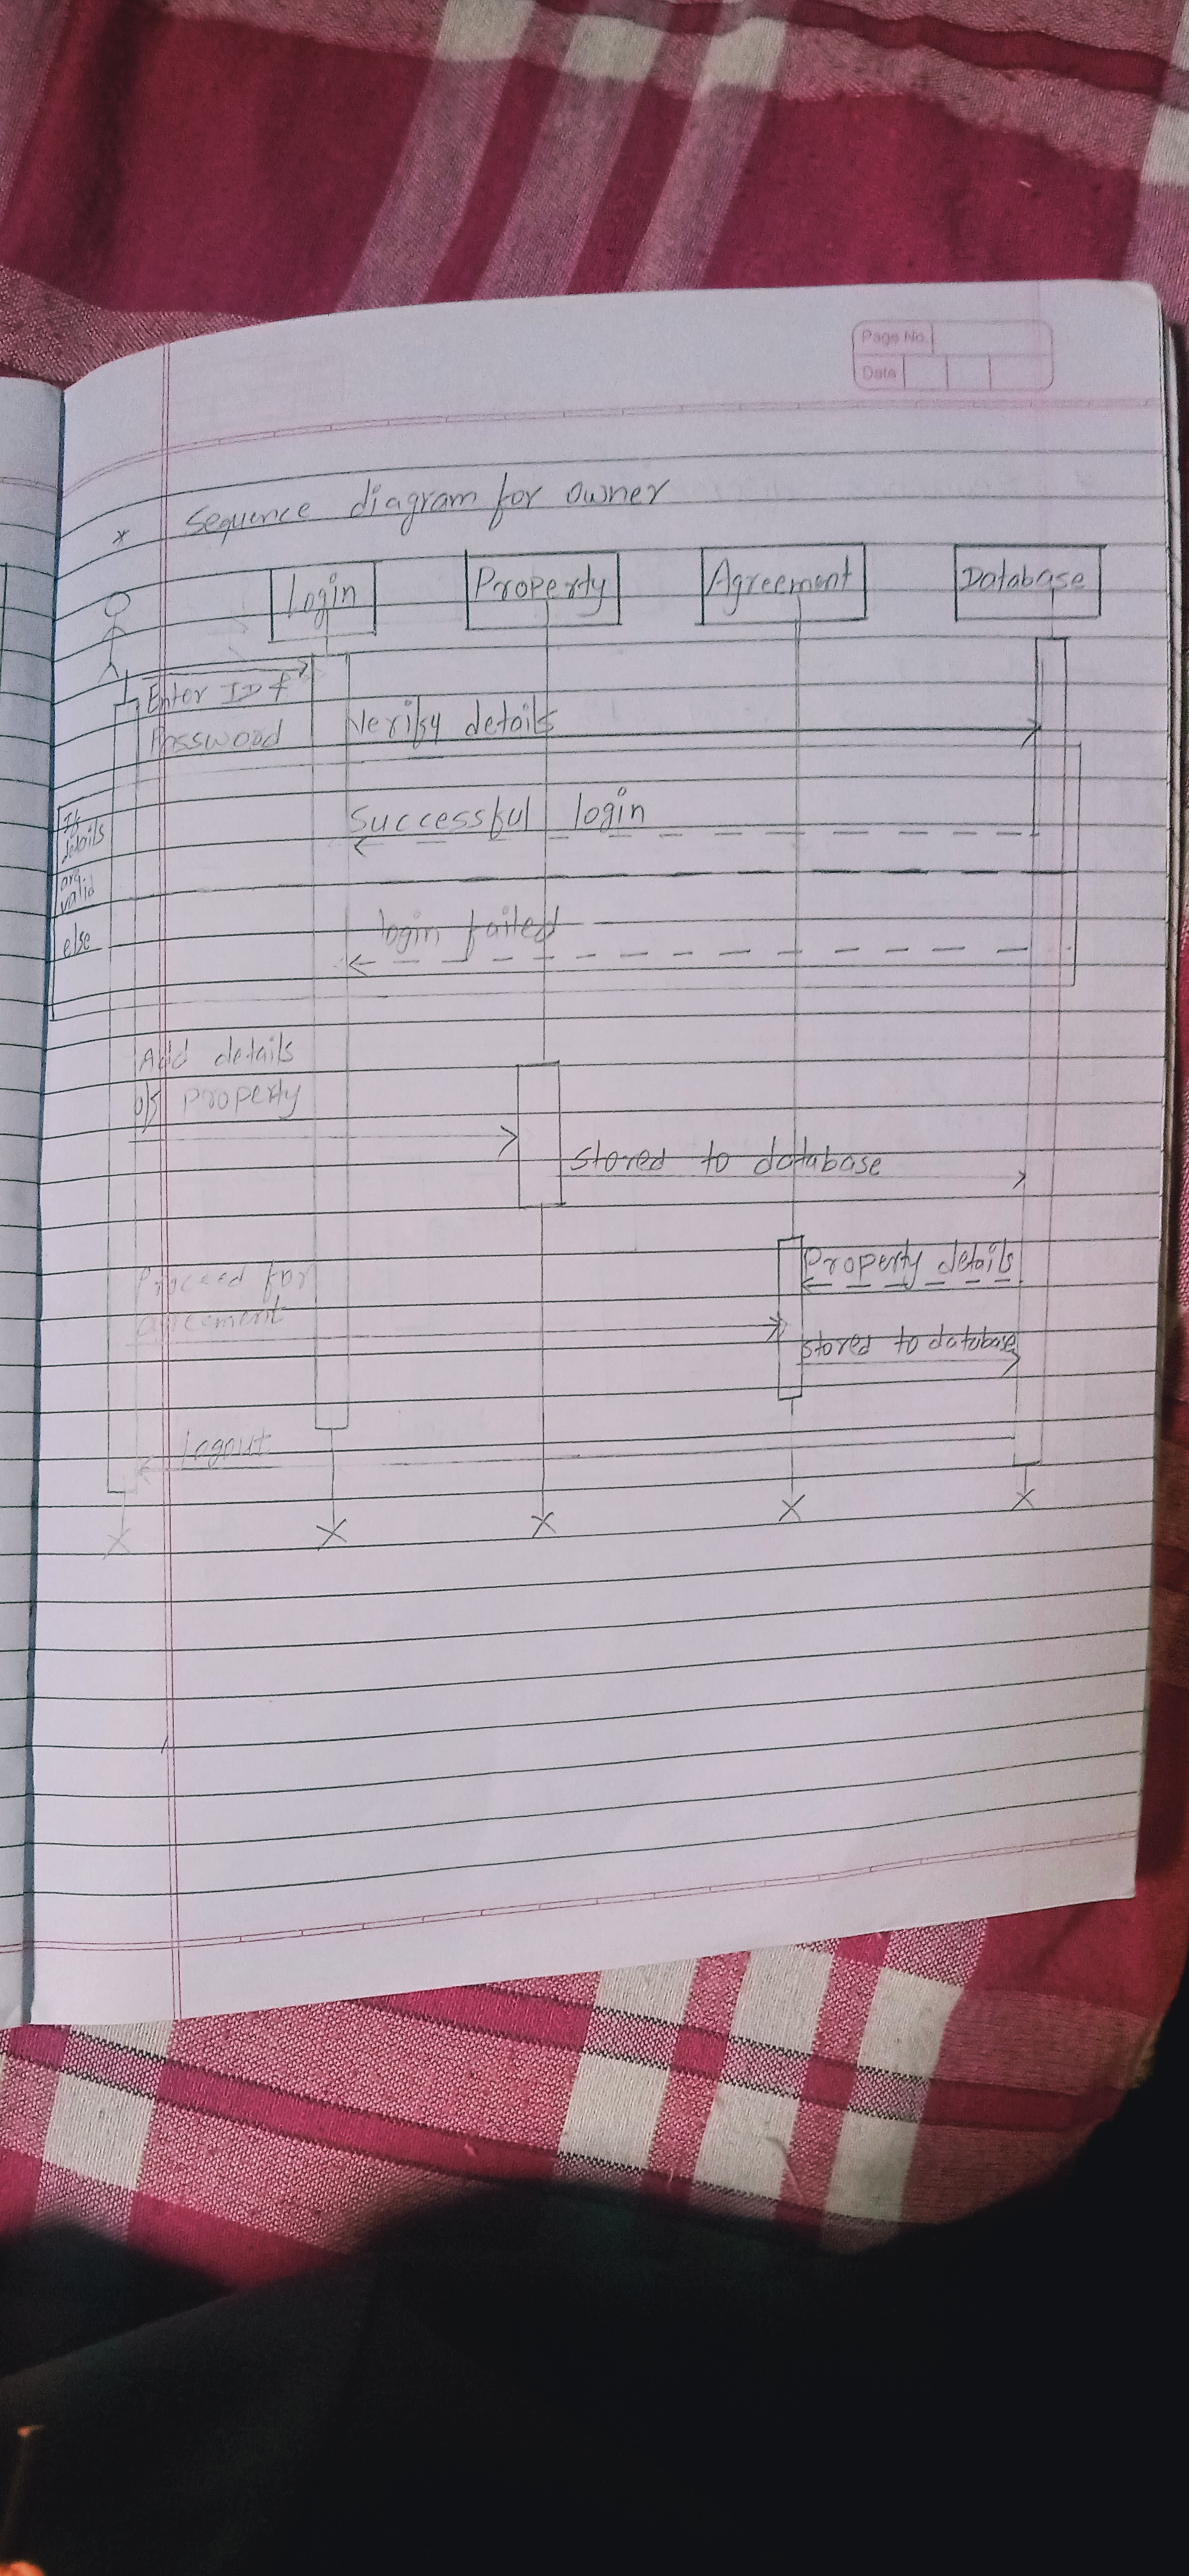 Page No.
Date
* Sequence diagram for owner
Login Property Agreement Database
Enter ID &
Password
Verify details
Successful login
If
details
are
valid
login failed
else
Add details
of property
stored to database
Property details
Proceed for
agreement
stored to database
Logout